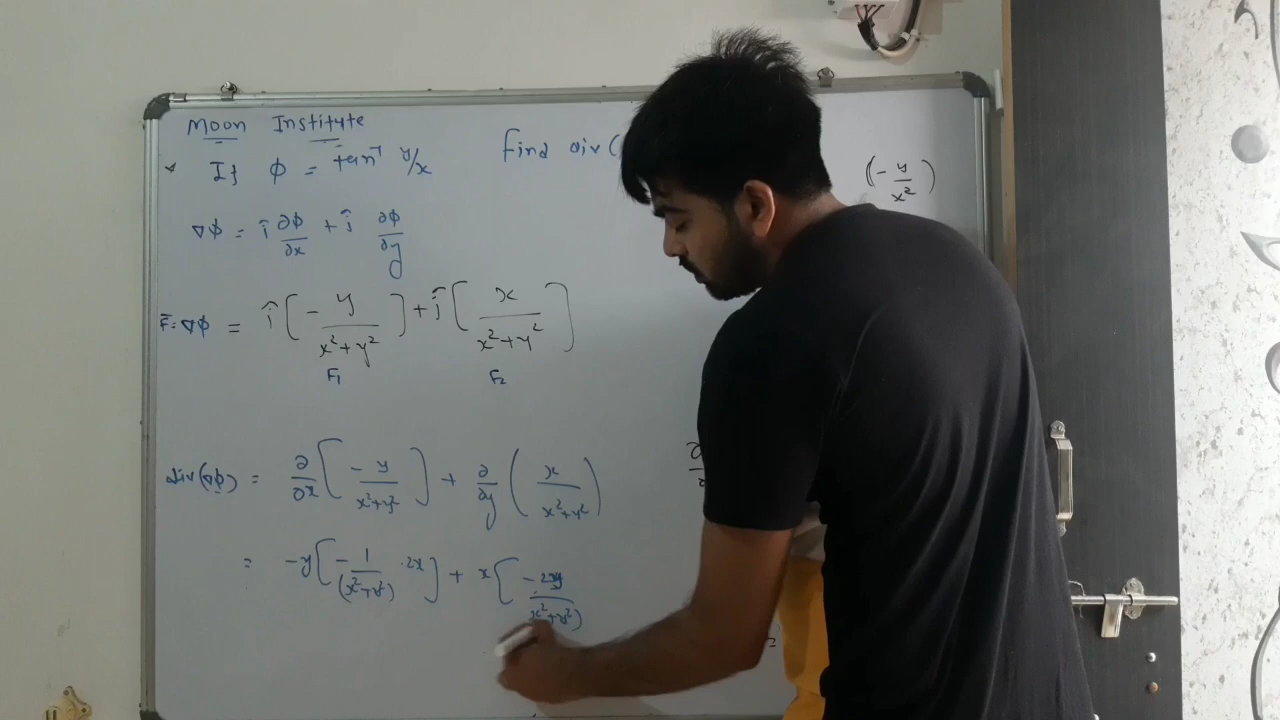 Moon Institute
If φ = tan⁻¹ y/x Find div(
(- y/x²)
∇φ = î ∂φ/∂x + ĵ ∂φ/∂y
F̄ = ∇φ = î [ - y/(x²+y²) ] + ĵ [ x/(x²+y²) ]
F₁ F₂
div(∇φ) = ∂/∂x [ - y/(x²+y²) ] + ∂/∂y ( x/(x²+y²) )
= -y [ - 1/(x²+y²) · 2x ] + x [ - 2y/(x²+y²)